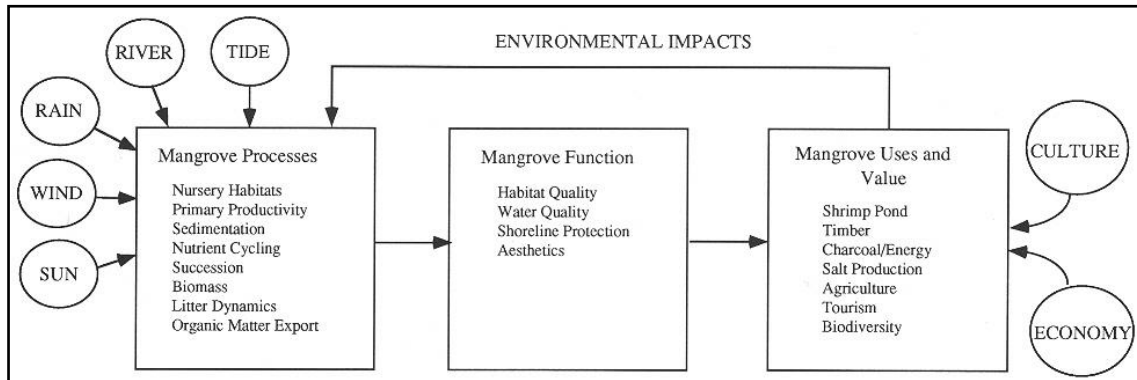 ENVIRONMENTAL IMPACTS
RIVER
TIDE
RAIN
WIND
SUN
Mangrove Processes
Nursery Habitats
Primary Productivity
Sedimentation
Nutrient Cycling
Succession
Biomass
Litter Dynamics
Organic Matter Export
Mangrove Function
Habitat Quality
Water Quality
Shoreline Protection
Aesthetics
Mangrove Uses and
Value
Shrimp Pond
Timber
Charcoal/Energy
Salt Production
Agriculture
Tourism
Biodiversity
CULTURE
ECONOMY